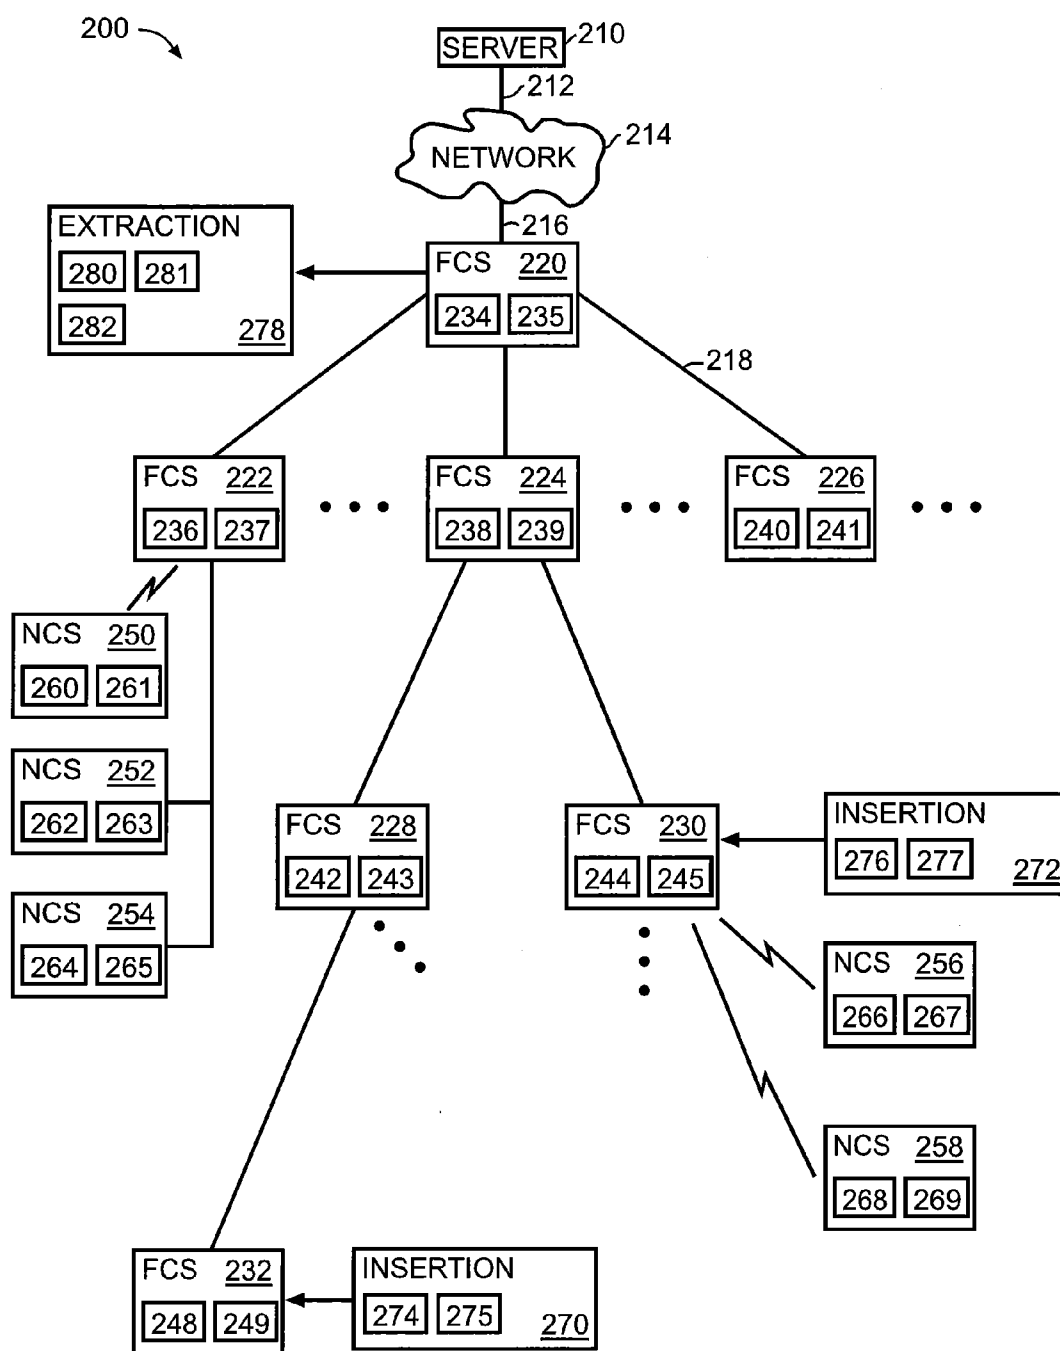 200
SERVER 210
212
NETWORK 214
216
EXTRACTION
280 281
282 278
FCS 220
234 235
218
FCS 222
236 237
FCS 224
238 239
FCS 226
240 241
NCS 250
260 261
NCS 252
262 263
NCS 254
264 265
FCS 228
242 243
FCS 230
244 245
INSERTION
276 277
272
NCS 256
266 267
NCS 258
268 269
FCS 232
248 249
INSERTION
274 275
270